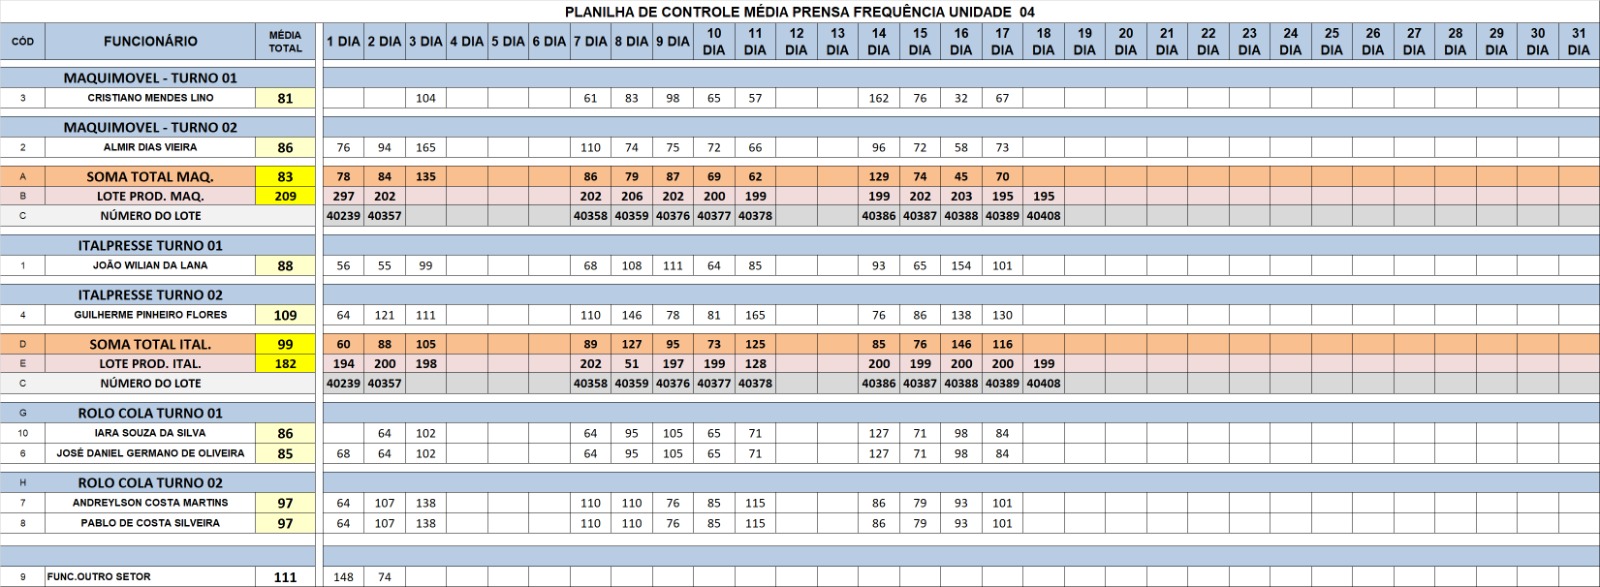 PLANILHA DE CONTROLE MÉDIA PRENSA FREQUÊNCIA UNIDADE 04
CÓD FUNCIONÁRIO MÉDIA TOTAL 1 DIA 2 DIA 3 DIA 4 DIA 5 DIA 6 DIA 7 DIA 8 DIA 9 DIA 10 DIA 11 DIA 12 DIA 13 DIA 14 DIA 15 DIA 16 DIA 17 DIA 18 DIA 19 DIA 20 DIA 21 DIA 22 DIA 23 DIA 24 DIA 25 DIA 26 DIA 27 DIA 28 DIA 29 DIA 30 DIA 31 DIA
MAQUIMOVEL - TURNO 01
3 CRISTIANO MENDES LINO 81 104 61 83 98 65 57 162 76 32 67
MAQUIMOVEL - TURNO 02
2 ALMIR DIAS VIEIRA 86 76 94 165 110 74 75 72 66 96 72 58 73
A SOMA TOTAL MAQ. 83 78 84 135 86 79 87 69 62 129 74 45 70
B LOTE PROD. MAQ. 209 297 202 202 206 202 200 199 199 202 203 195 195
C NÚMERO DO LOTE 40239 40357 40358 40359 40376 40377 40378 40386 40387 40388 40389 40408
ITALPRESSE TURNO 01
1 JOÃO WILIAN DA LANA 88 56 55 99 68 108 111 64 85 93 65 154 101
ITALPRESSE TURNO 02
4 GUILHERME PINHEIRO FLORES 109 64 121 111 110 146 78 81 165 76 86 138 130
D SOMA TOTAL ITAL. 99 60 88 105 89 127 95 73 125 85 76 146 116
E LOTE PROD. ITAL. 182 194 200 198 202 51 197 199 128 200 199 200 200 199
C NÚMERO DO LOTE 40239 40357 40358 40359 40376 40377 40378 40386 40387 40388 40389 40408
G ROLO COLA TURNO 01
10 IARA SOUZA DA SILVA 86 64 102 64 95 105 65 71 127 71 98 84
6 JOSÉ DANIEL GERMANO DE OLIVEIRA 85 68 64 102 64 95 105 65 71 127 71 98 84
H ROLO COLA TURNO 02
7 ANDREYLSON COSTA MARTINS 97 64 107 138 110 110 76 85 115 86 79 93 101
8 PABLO DE COSTA SILVEIRA 97 64 107 138 110 110 76 85 115 86 79 93 101
9 FUNC.OUTRO SETOR 111 148 74